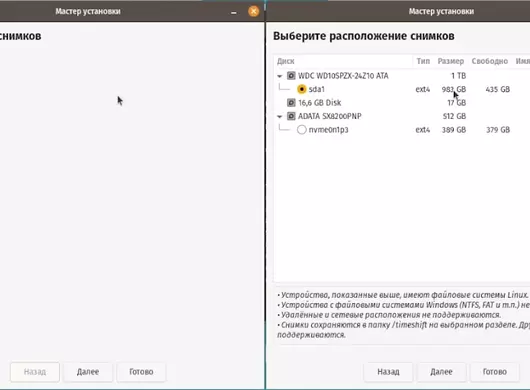 Мастер установки
снимков
Назад
Далее
Готово
Мастер установки
Выберите расположение снимков
Диск Тип Размер Свободно Имя
WDC WD10SPZX-24Z10 ATA 1 TB
sda1 ext4 983 GB 435 GB
16,6 GB Disk 17 GB
ADATA SX8200PNP 512 GB
nvme0n1p3 ext4 389 GB 379 GB
• Устройства, показанные выше, имеют файловые системы Linux.
• Устройства с файловыми системами Windows (NTFS, FAT и т.п.) не
• Удалённые и сетевые расположения не поддерживаются.
• Снимки сохраняются в папку /timeshift на выбранном разделе. Дру
поддерживаются.
Назад
Далее
Готово